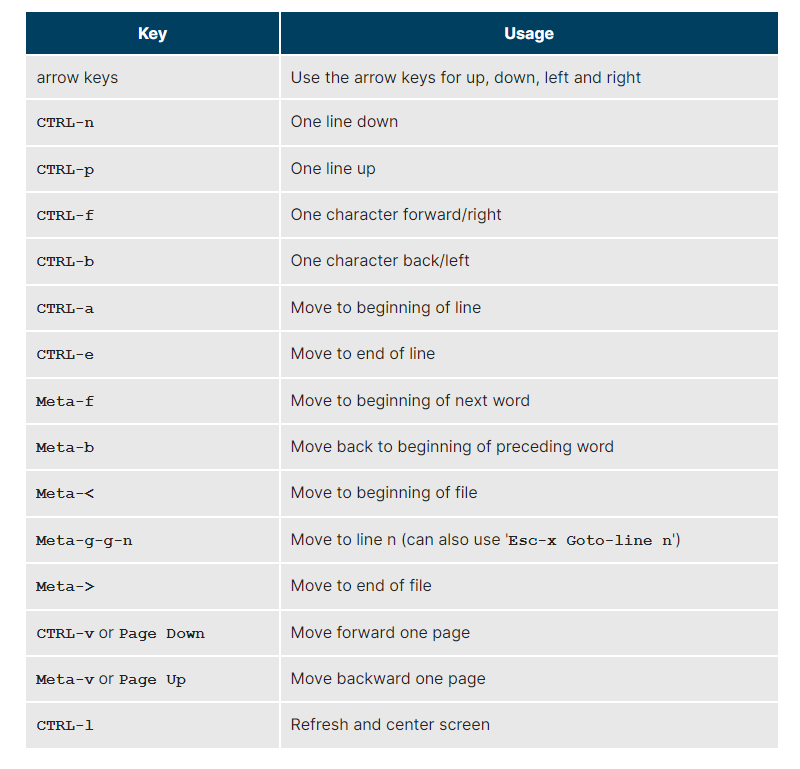 Key Usage
arrow keys Use the arrow keys for up, down, left and right
CTRL-n One line down
CTRL-p One line up
CTRL-f One character forward/right
CTRL-b One character back/left
CTRL-a Move to beginning of line
CTRL-e Move to end of line
Meta-f Move to beginning of next word
Meta-b Move back to beginning of preceding word
Meta-< Move to beginning of file
Meta-g-g-n Move to line n (can also use 'Esc-x Goto-line n')
Meta-> Move to end of file
CTRL-v or Page Down Move forward one page
Meta-v or Page Up Move backward one page
CTRL-l Refresh and center screen